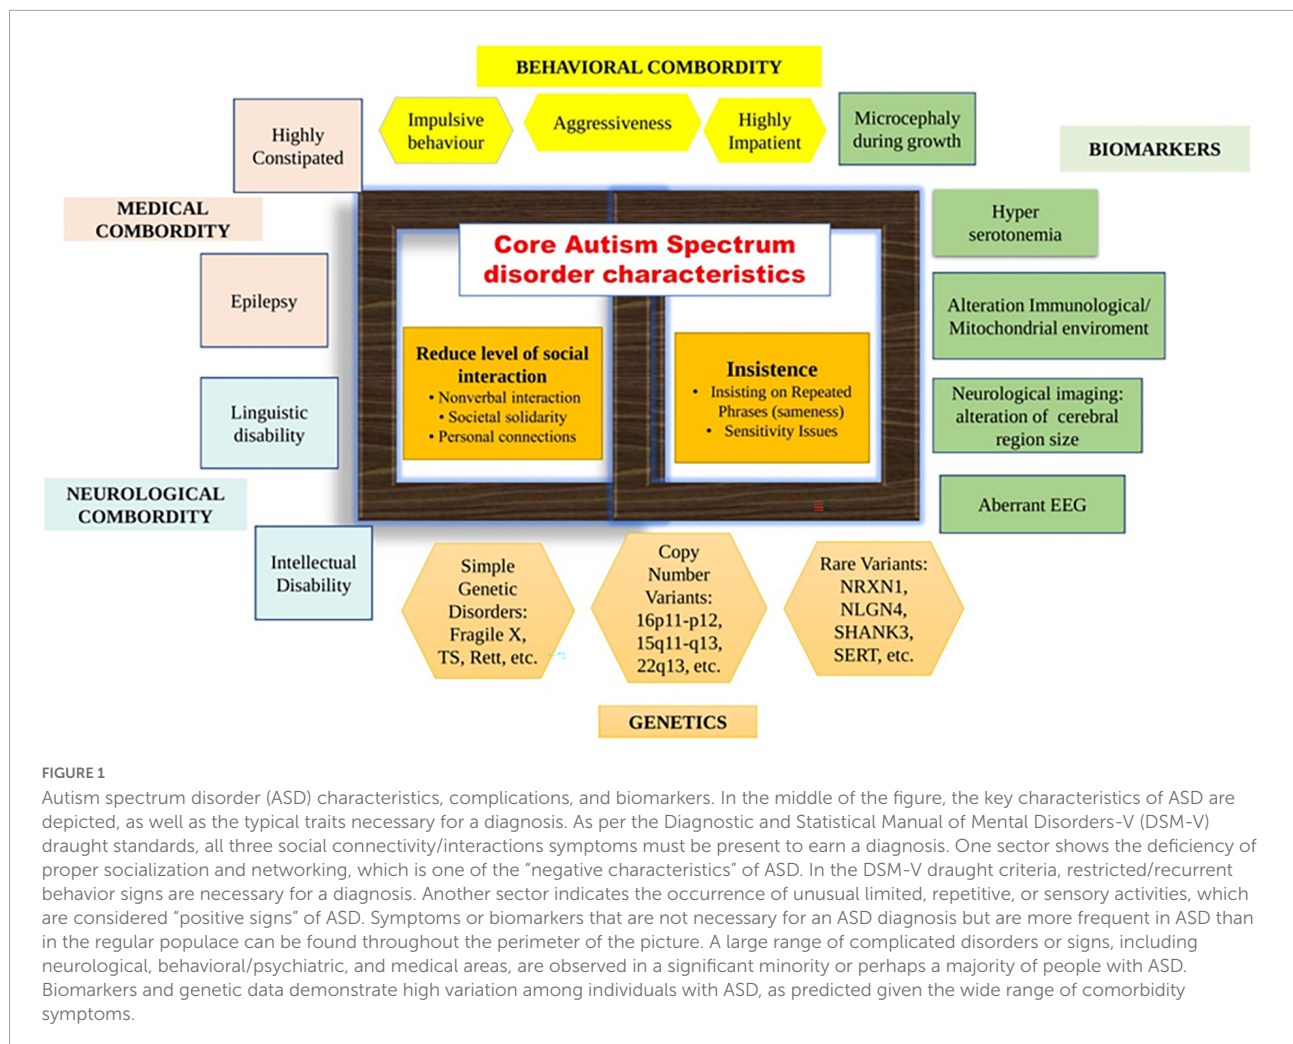 BEHAVIORAL COMBORDITY
Impulsive
behaviour
Aggressiveness
Highly
Impatient
Microcephaly
during growth
BIOMARKERS
Highly
Constipated
MEDICAL
COMBORDITY
Epilepsy
Linguistic
disability
NEUROLOGICAL
COMBORDITY
Intellectual
Disability
Core Autism Spectrum
disorder characteristics
Reduce level of social
interaction
• Nonverbal interaction
• Societal solidarity
• Personal connections
Insistence
• Insisting on Repeated
Phrases (sameness)
• Sensitivity Issues
Hyper
serotonemia
Alteration Immunological/
Mitochondrial enviroment
Neurological imaging:
alteration of cerebral
region size
Aberrant EEG
Simple
Genetic
Disorders:
Fragile X,
TS, Rett, etc.
Copy
Number
Variants:
16p11-p12,
15q11-q13,
22q13, etc.
Rare Variants:
NRXN1,
NLGN4,
SHANK3,
SERT, etc.
GENETICS
FIGURE 1
Autism spectrum disorder (ASD) characteristics, complications, and biomarkers. In the middle of the figure, the key characteristics of ASD are
depicted, as well as the typical traits necessary for a diagnosis. As per the Diagnostic and Statistical Manual of Mental Disorders-V (DSM-V)
draught standards, all three social connectivity/interactions symptoms must be present to earn a diagnosis. One sector shows the deficiency of
proper socialization and networking, which is one of the “negative characteristics” of ASD. In the DSM-V draught criteria, restricted/recurrent
behavior signs are necessary for a diagnosis. Another sector indicates the occurrence of unusual limited, repetitive, or sensory activities, which
are considered “positive signs” of ASD. Symptoms or biomarkers that are not necessary for an ASD diagnosis but are more frequent in ASD than
in the regular populace can be found throughout the perimeter of the picture. A large range of complicated disorders or signs, including
neurological, behavioral/psychiatric, and medical areas, are observed in a significant minority or perhaps a majority of people with ASD.
Biomarkers and genetic data demonstrate high variation among individuals with ASD, as predicted given the wide range of comorbidity
symptoms.